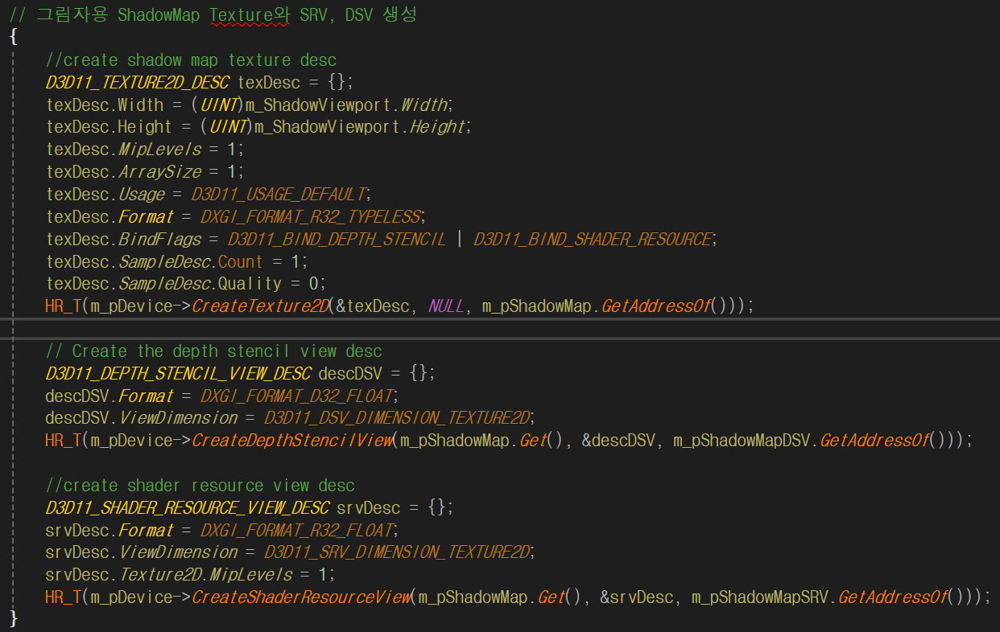 // 그림자용 ShadowMap Texture와 SRV, DSV 생성
{
//create shadow map texture desc
D3D11_TEXTURE2D_DESC texDesc = {};
texDesc.Width = (UINT)m_ShadowViewport.Width;
texDesc.Height = (UINT)m_ShadowViewport.Height;
texDesc.MipLevels = 1;
texDesc.ArraySize = 1;
texDesc.Usage = D3D11_USAGE_DEFAULT;
texDesc.Format = DXGI_FORMAT_R32_TYPELESS;
texDesc.BindFlags = D3D11_BIND_DEPTH_STENCIL | D3D11_BIND_SHADER_RESOURCE;
texDesc.SampleDesc.Count = 1;
texDesc.SampleDesc.Quality = 0;
HR_T(m_pDevice->CreateTexture2D(&texDesc, NULL, m_pShadowMap.GetAddressOf()));
// Create the depth stencil view desc
D3D11_DEPTH_STENCIL_VIEW_DESC descDSV = {};
descDSV.Format = DXGI_FORMAT_D32_FLOAT;
descDSV.ViewDimension = D3D11_DSV_DIMENSION_TEXTURE2D;
HR_T(m_pDevice->CreateDepthStencilView(m_pShadowMap.Get(), &descDSV, m_pShadowMapDSV.GetAddressOf()));
//create shader resource view desc
D3D11_SHADER_RESOURCE_VIEW_DESC srvDesc = {};
srvDesc.Format = DXGI_FORMAT_R32_FLOAT;
srvDesc.ViewDimension = D3D11_SRV_DIMENSION_TEXTURE2D;
srvDesc.Texture2D.MipLevels = 1;
HR_T(m_pDevice->CreateShaderResourceView(m_pShadowMap.Get(), &srvDesc, m_pShadowMapSRV.GetAddressOf()));
}